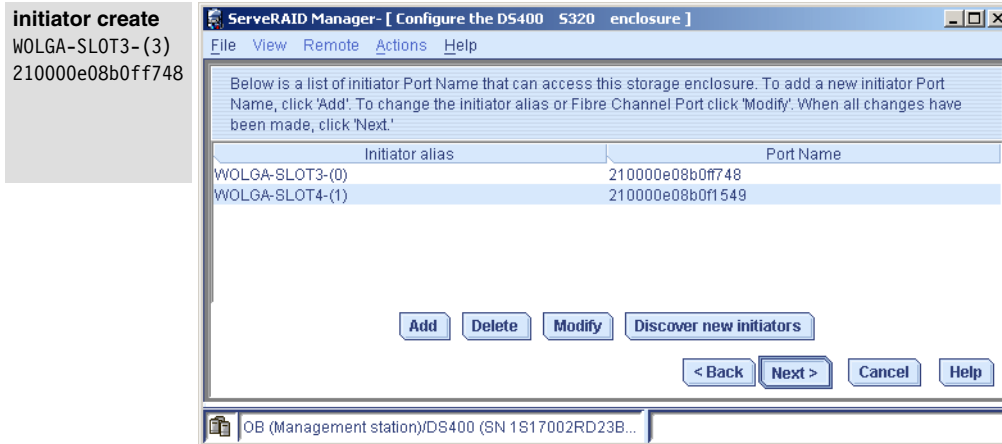 initiator create
WOLGA-SLOT3-(3)
210000e08b0ff748
ServeRAID Manager- [ Configure the DS400 S320 enclosure ]
File View Remote Actions Help
Below is a list of initiator Port Name that can access this storage enclosure. To add a new initiator Port
Name, click 'Add'. To change the initiator alias or Fibre Channel Port click 'Modify'. When all changes have
been made, click 'Next.'
Initiator alias Port Name
WOLGA-SLOT3-(0) 210000e08b0ff748
WOLGA-SLOT4-(1) 210000e08b0f1549
Add Delete Modify Discover new initiators
< Back Next > Cancel Help
OB (Management station)/DS400 (SN 1S17002RD23B...